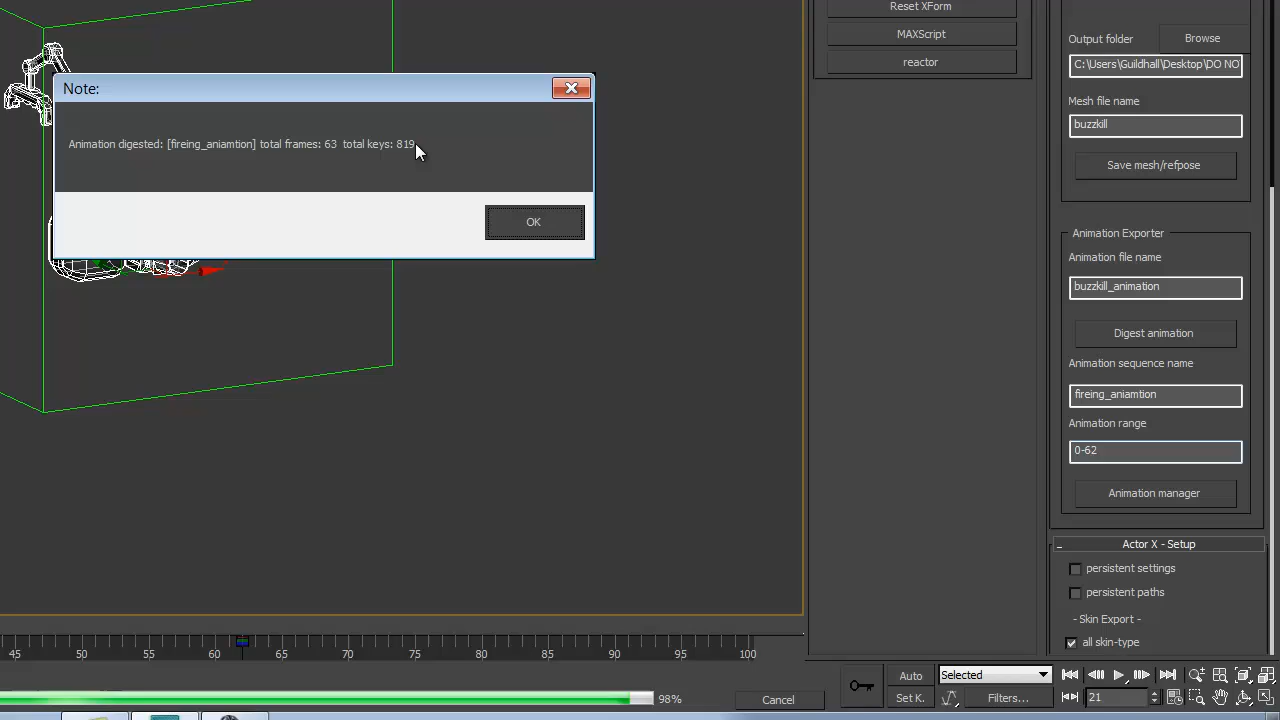 Reset XForm
MAXScript
reactor
Note:
Animation digested: [fireing_aniamtion] total frames: 63 total keys: 819
OK
Output folder
Browse
C:\Users\Guildhall\Desktop\DO NO
Mesh file name
buzzkill
Save mesh/refpose
Animation Exporter
Animation file name
buzzkill_animation
Digest animation
Animation sequence name
fireing_aniamtion
Animation range
0-62
Animation manager
- Actor X - Setup
persistent settings
persistent paths
- Skin Export -
all skin-type
45 50 55 60 65 70 75 80 85 90 95 100
98%
Cancel
Auto
Selected
Set K.
Filters...
21